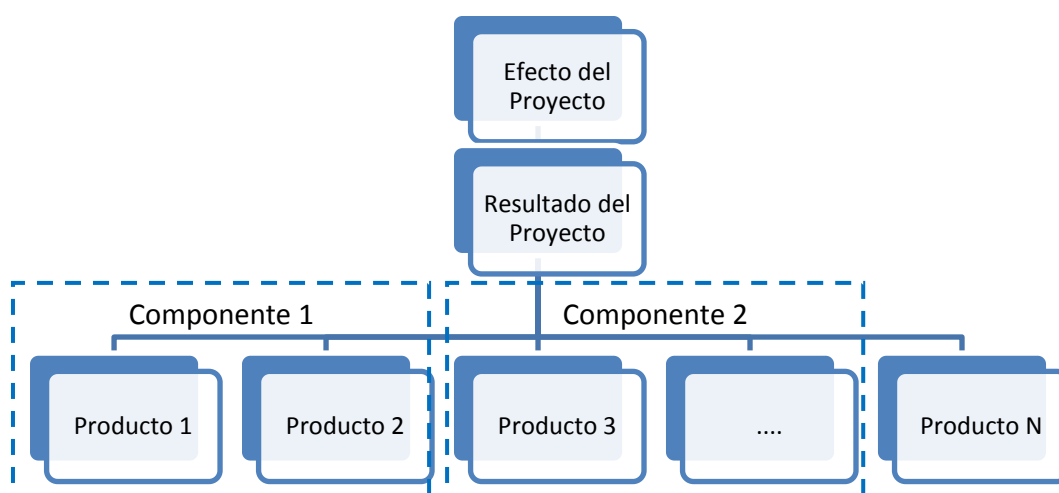 Efecto del
Proyecto
Resultado del
Proyecto
Componente 1
Componente 2
Producto 1
Producto 2
Producto 3
....
Producto N